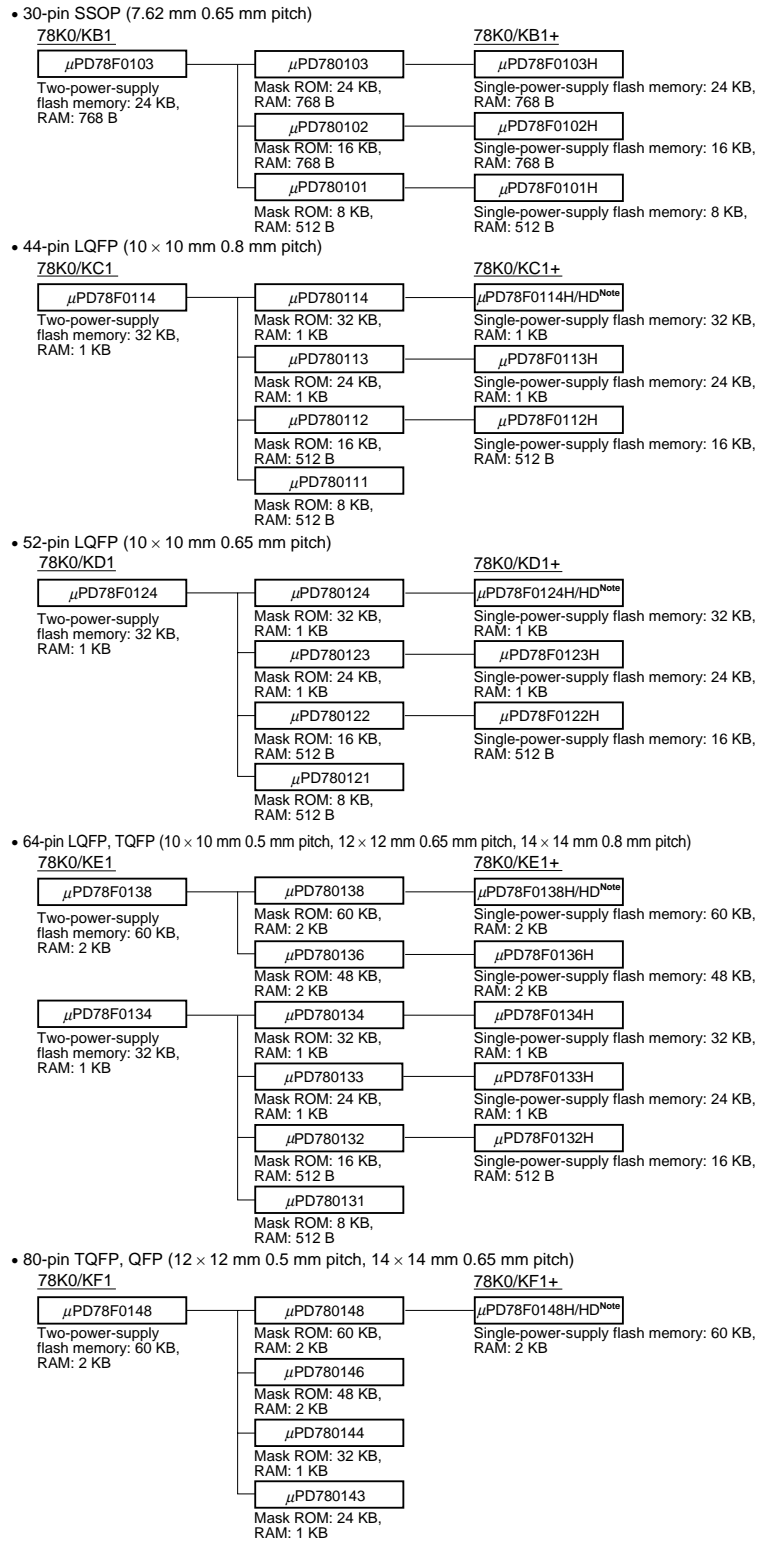 • 30-pin SSOP (7.62 mm 0.65 pitch)
78K0/KB1
78K0/KB1+
μPD78F0103
μPD780103
μPD78F0103H
Two-power-supply
flash memory: 24 KB,
RAM: 768 B
Mask ROM: 24 KB,
RAM: 768 B
Single-power-supply flash memory: 24 KB,
RAM: 768 B
μPD780102
μPD78F0102H
Mask ROM: 16 KB,
RAM: 768 B
Single-power-supply flash memory: 16 KB,
RAM: 768 B
μPD780101
μPD78F0101H
Mask ROM: 8 KB,
RAM: 512 B
Single-power-supply flash memory: 8 KB,
RAM: 512 B
• 44-pin LQFP (10 × 10 mm 0.8 mm pitch)
78K0/KC1
78K0/KC1+
μPD78F0114
μPD780114
μPD78F0114H/HDNote
Two-power-supply
flash memory: 32 KB,
RAM: 1 KB
Mask ROM: 32 KB,
RAM: 1 KB
Single-power-supply flash memory: 32 KB,
RAM: 1 KB
μPD780113
μPD78F0113H
Mask ROM: 24 KB,
RAM: 1 KB
Single-power-supply flash memory: 24 KB,
RAM: 1 KB
μPD780112
μPD78F0112H
Mask ROM: 16 KB,
RAM: 512 B
Single-power-supply flash memory: 16 KB,
RAM: 512 B
μPD780111
Mask ROM: 8 KB,
RAM: 512 B
• 52-pin LQFP (10 × 10 mm 0.65 mm pitch)
78K0/KD1
78K0/KD1+
μPD78F0124
μPD780124
μPD78F0124H/HDNote
Two-power-supply
flash memory: 32 KB,
RAM: 1 KB
Mask ROM: 32 KB,
RAM: 1 KB
Single-power-supply flash memory: 32 KB,
RAM: 1 KB
μPD780123
μPD78F0123H
Mask ROM: 24 KB,
RAM: 1 KB
Single-power-supply flash memory: 24 KB,
RAM: 1 KB
μPD780122
μPD78F0122H
Mask ROM: 16 KB,
RAM: 512 B
Single-power-supply flash memory: 16 KB,
RAM: 512 B
μPD780121
Mask ROM: 8 KB,
RAM: 512 B
• 64-pin LQFP, TQFP (10 × 10 mm 0.5 mm pitch, 12 × 12 mm 0.65 mm pitch, 14 × 14 mm 0.8 mm pitch)
78K0/KE1
78K0/KE1+
μPD78F0138
μPD780138
μPD78F0138H/HDNote
Two-power-supply
flash memory: 60 KB,
RAM: 2 KB
Mask ROM: 60 KB,
RAM: 2 KB
Single-power-supply flash memory: 60 KB,
RAM: 2 KB
μPD780136
μPD78F0136H
Mask ROM: 48 KB,
RAM: 2 KB
Single-power-supply flash memory: 48 KB,
RAM: 2 KB
μPD78F0134
μPD780134
μPD78F0134H
Two-power-supply
flash memory: 32 KB,
RAM: 1 KB
Mask ROM: 32 KB,
RAM: 1 KB
Single-power-supply flash memory: 32 KB,
RAM: 1 KB
μPD780133
μPD78F0133H
Mask ROM: 24 KB,
RAM: 1 KB
Single-power-supply flash memory: 24 KB,
RAM: 1 KB
μPD780132
μPD78F0132H
Mask ROM: 16 KB,
RAM: 512 B
Single-power-supply flash memory: 16 KB,
RAM: 512 B
μPD780131
Mask ROM: 8 KB,
RAM: 512 B
• 80-pin TQFP, QFP (12 × 12 mm 0.5 mm pitch, 14 × 14 mm 0.65 mm pitch)
78K0/KF1
78K0/KF1+
μPD78F0148
μPD780148
μPD78F0148H/HDNote
Two-power-supply
flash memory: 60 KB,
RAM: 2 KB
Mask ROM: 60 KB,
RAM: 2 KB
Single-power-supply flash memory: 60 KB,
RAM: 2 KB
μPD780146
Mask ROM: 48 KB,
RAM: 2 KB
μPD780144
Mask ROM: 32 KB,
RAM: 1 KB
μPD780143
Mask ROM: 24 KB,
RAM: 1 KB